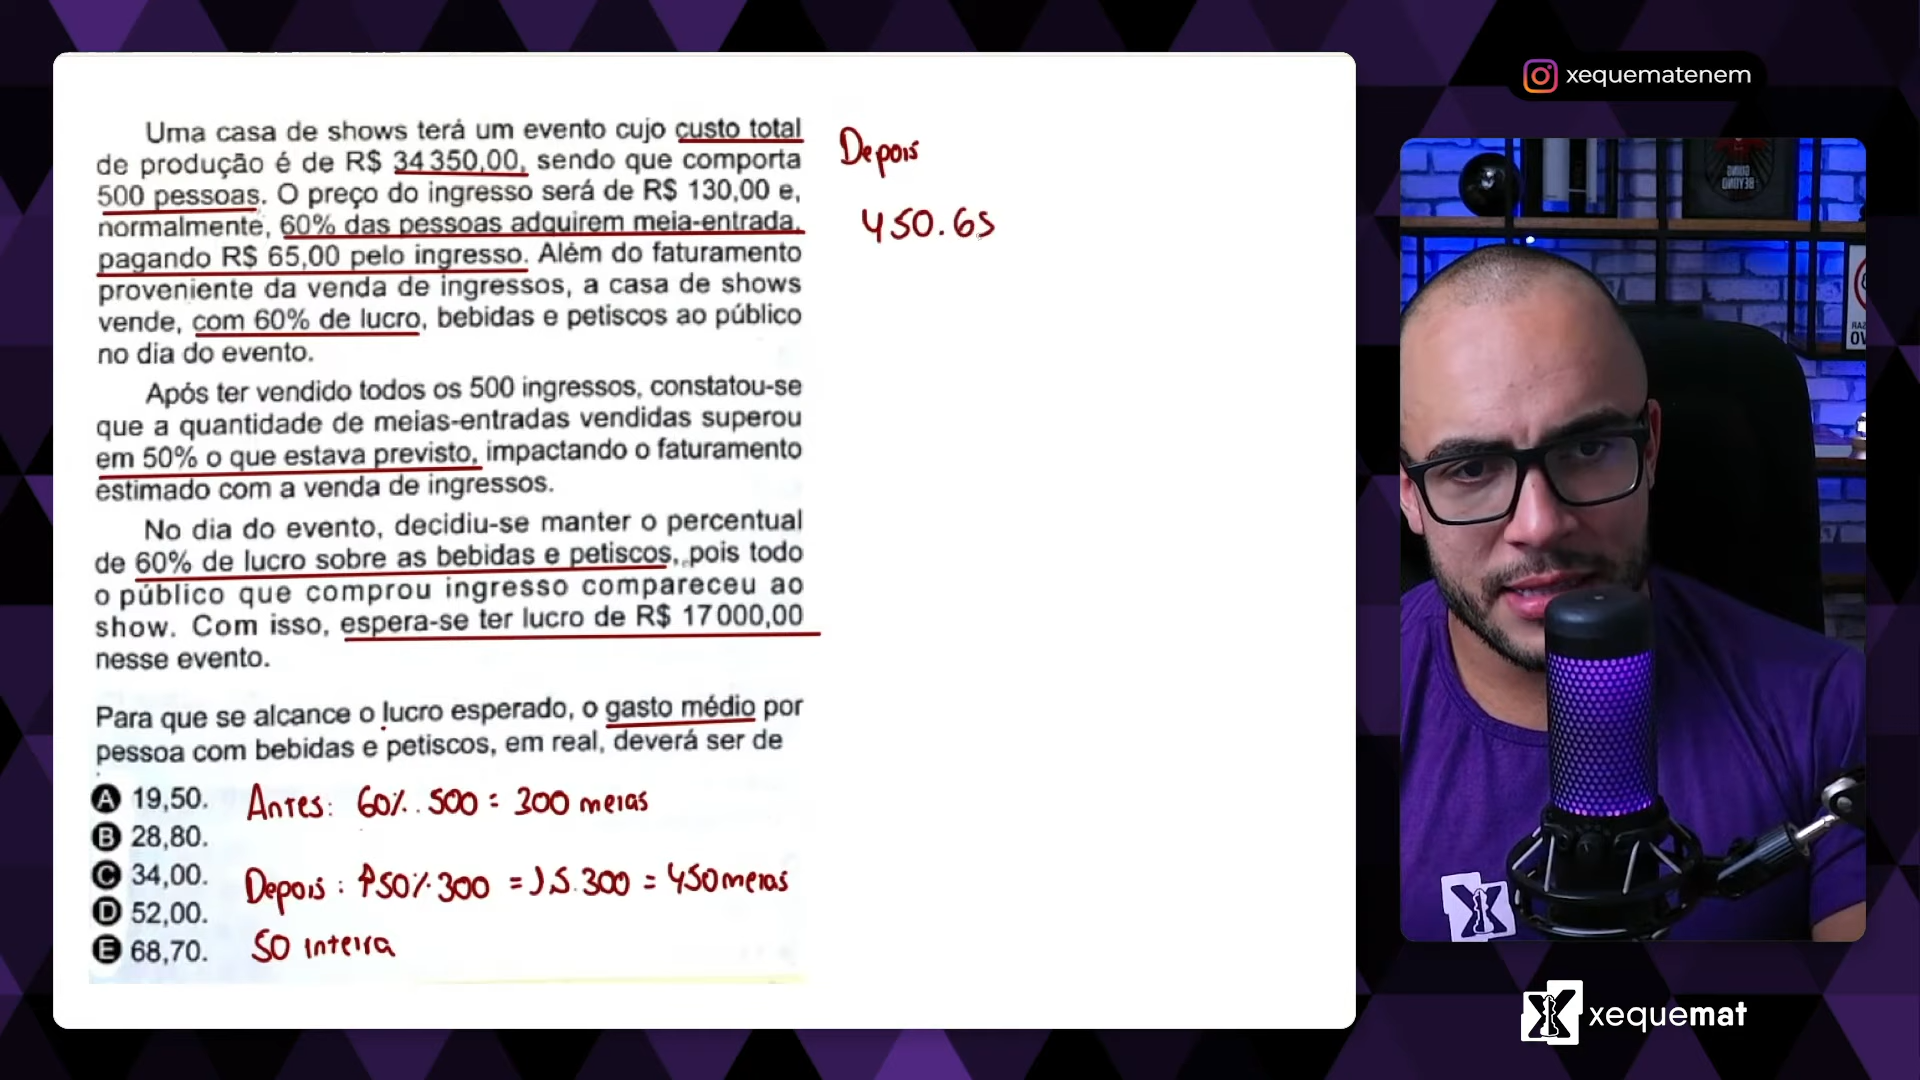 Uma casa de shows terá um evento cujo custo total
de produção é de R$ 34 350,00, sendo que comporta
500 pessoas. O preço do ingresso será de R$ 130,00 e,
normalmente, 60% das pessoas adquirem meia-entrada,
pagando R$ 65,00 pelo ingresso. Além do faturamento
proveniente da venda de ingressos, a casa de shows
vende, com 60% de lucro, bebidas e petiscos ao público
no dia do evento.
Após ter vendido todos os 500 ingressos, constatou-se
que a quantidade de meias-entradas vendidas superou
em 50% o que estava previsto, impactando o faturamento
estimado com a venda de ingressos.
No dia do evento, decidiu-se manter o percentual
de 60% de lucro sobre as bebidas e petiscos, pois todo
o público que comprou ingresso compareceu ao
show. Com isso, espera-se ter lucro de R$ 17 000,00
nesse evento.
Para que se alcance o lucro esperado, o gasto médio por
pessoa com bebidas e petiscos, em real, deverá ser de
A 19,50.
B 28,80.
C 34,00.
D 52,00.
E 68,70.
Antes: 60%. 500 = 300 meias
Depois: ↑50%. 300 = 1,5. 300 = 450 meias
50 inteira
Depois
450.65
xequematenem
GOING
BEYOND
xequemat